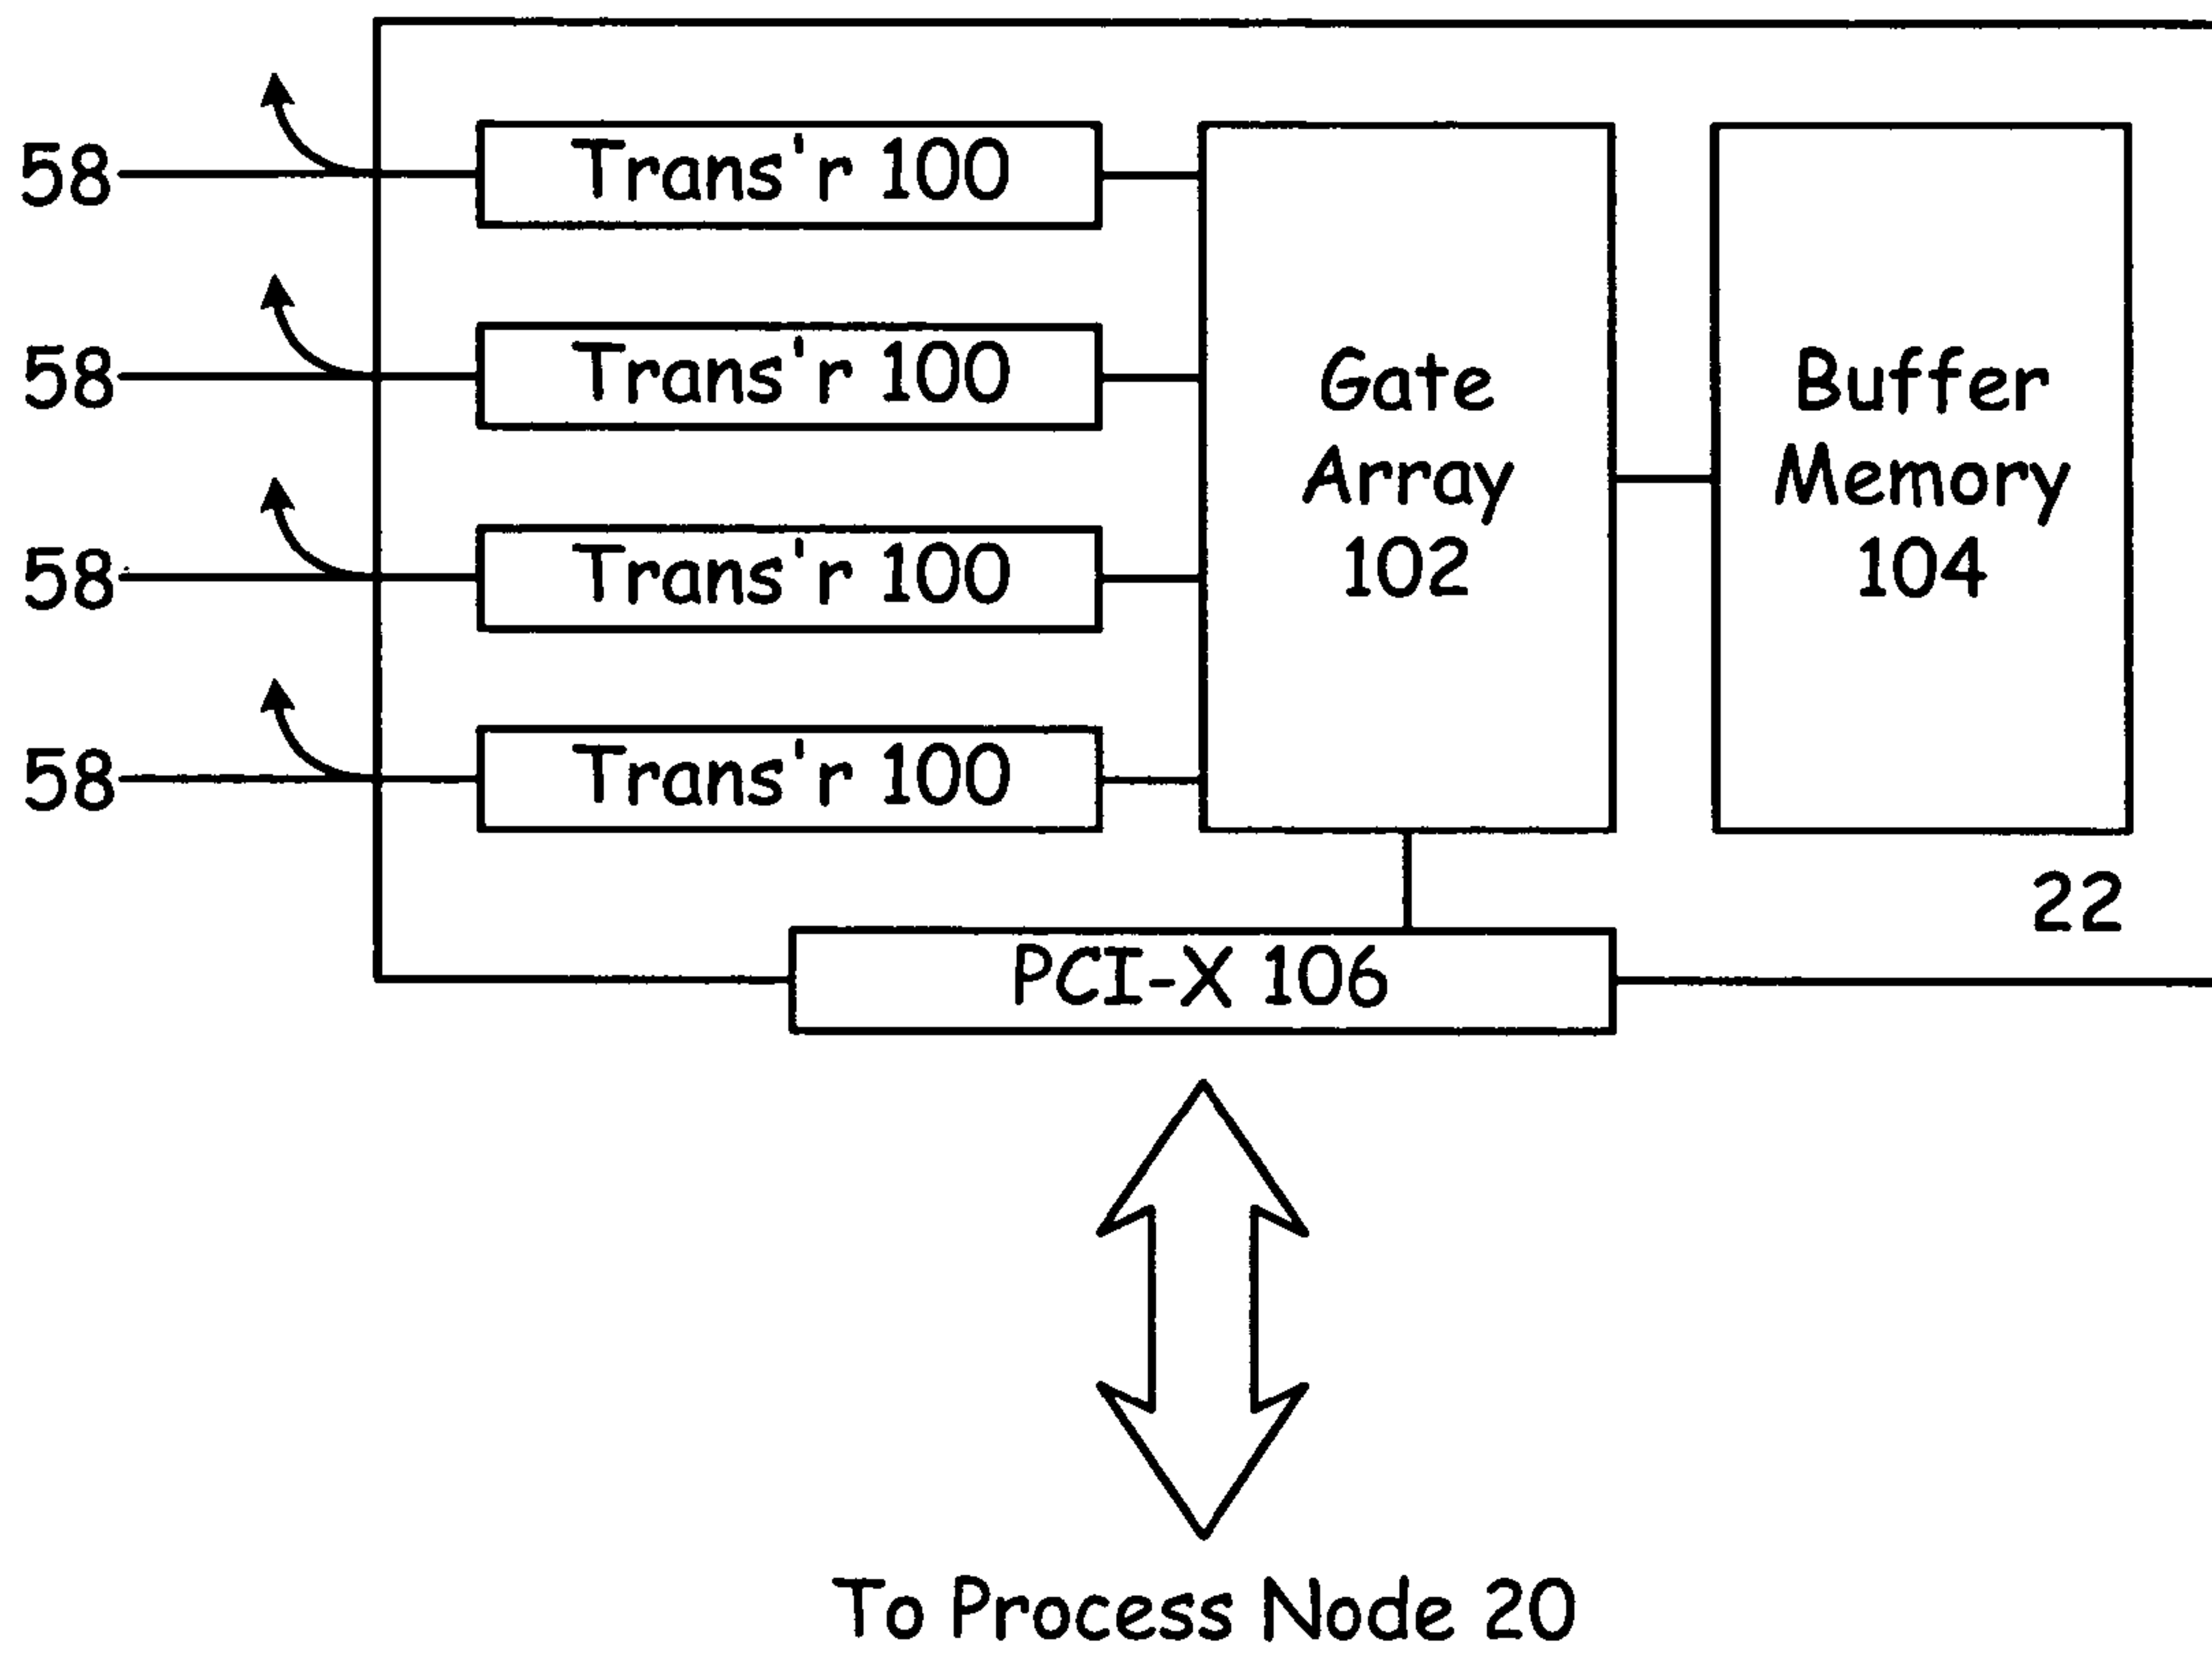 58
Trans'r 100
58
Trans'r 100
58
Trans'r 100
58
Trans'r 100
Gate
Array
102
Buffer
Memory
104
22
PCI-X 106
To Process Node 20